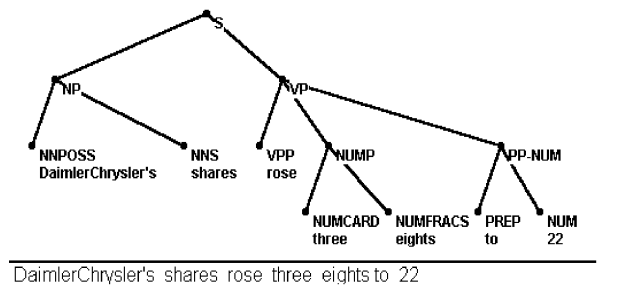 S
NP VP
NNPOSS NNS VPP NUMP PP-NUM
DaimlerChrysler's shares rose
NUMCARD NUMFRACS PREP NUM
three eights to 22
DaimlerChrysler's shares rose three eights to 22